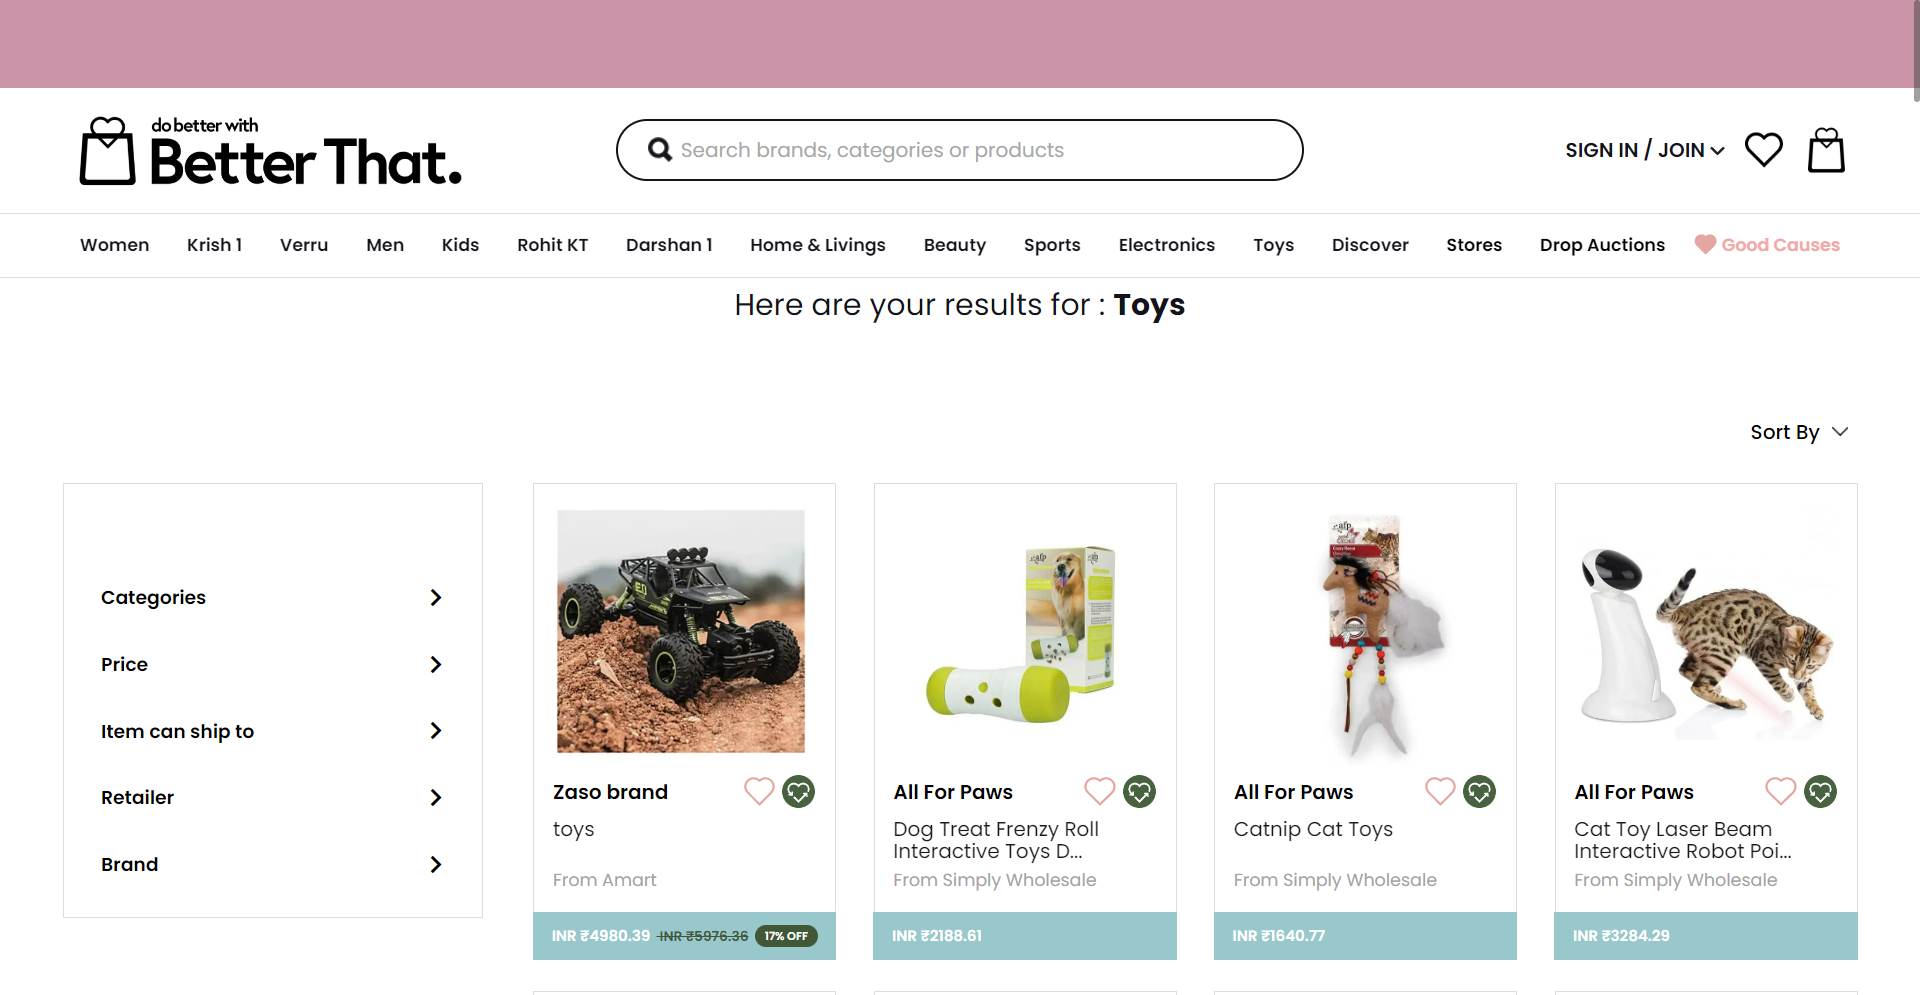 do better with
Better That.
Search brands, categories or products
SIGN IN / JOIN
Women Krish 1 Verru Men Kids Rohit KT Darshan 1 Home & Livings Beauty Sports Electronics Toys Discover Stores Drop Auctions Good Causes
Here are your results for : Toys
Sort By
Categories
Price
Item can ship to
Retailer
Brand
Zaso brand
toys
From Amart
INR ₹4980.39 INR ₹5976.36 17% OFF
afp
All For Paws
Dog Treat Frenzy Roll
Interactive Toys D...
From Simply Wholesale
INR ₹2188.61
afp
All For Paws
Catnip Cat Toys
From Simply Wholesale
INR ₹1640.77
All For Paws
Cat Toy Laser Beam
Interactive Robot Poi...
From Simply Wholesale
INR ₹3284.29